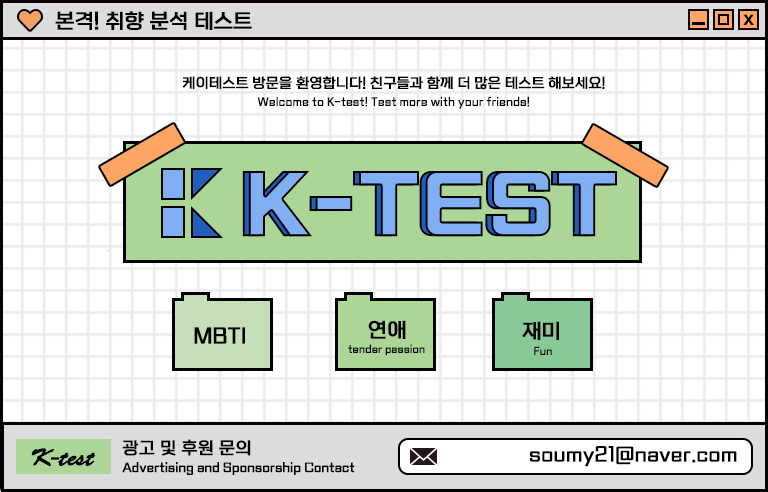 본격! 취향 분석 테스트
케이테스트 방문을 환영합니다! 친구들과 함께 더 많은 테스트 해보세요!
Welcome to K-test! Test more with your friends!
K-TEST
MBTI
연애
tender passion
재미
Fun
K-test
광고 및 후원 문의
Advertising and Sponsorship Contact
soumy21@naver.com